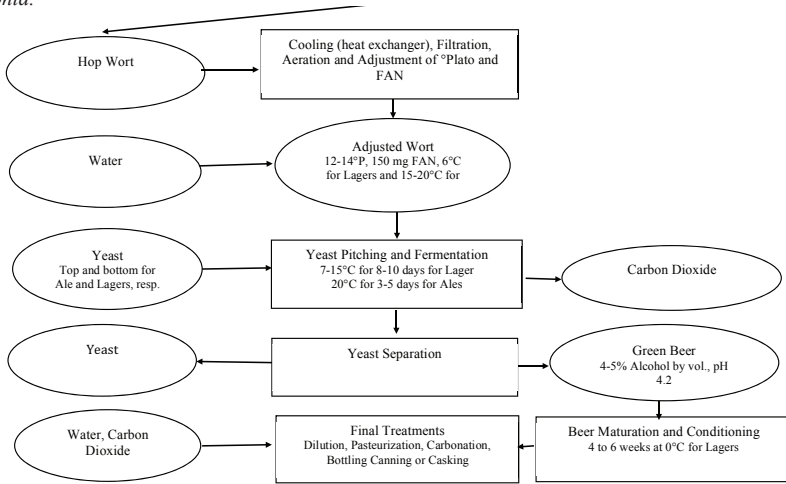 Hop Wort
Cooling (heat exchanger), Filtration,
Aeration and Adjustment of °Plato and
FAN
Water
Adjusted Wort
12-14°P, 150 mg FAN, 6°C
for Lagers and 15-20°C for
Yeast
Top and bottom for
Ale and Lagers, resp.
Yeast Pitching and Fermentation
7-15°C for 8-10 days for Lager
20°C for 3-5 days for Ales
Carbon Dioxide
Yeast
Yeast Separation
Green Beer
4-5% Alcohol by vol., pH
4.2
Water, Carbon
Dioxide
Final Treatments
Dilution, Pasteurization, Carbonation,
Bottling Canning or Casking
Beer Maturation and Conditioning
4 to 6 weeks at 0°C for Lagers